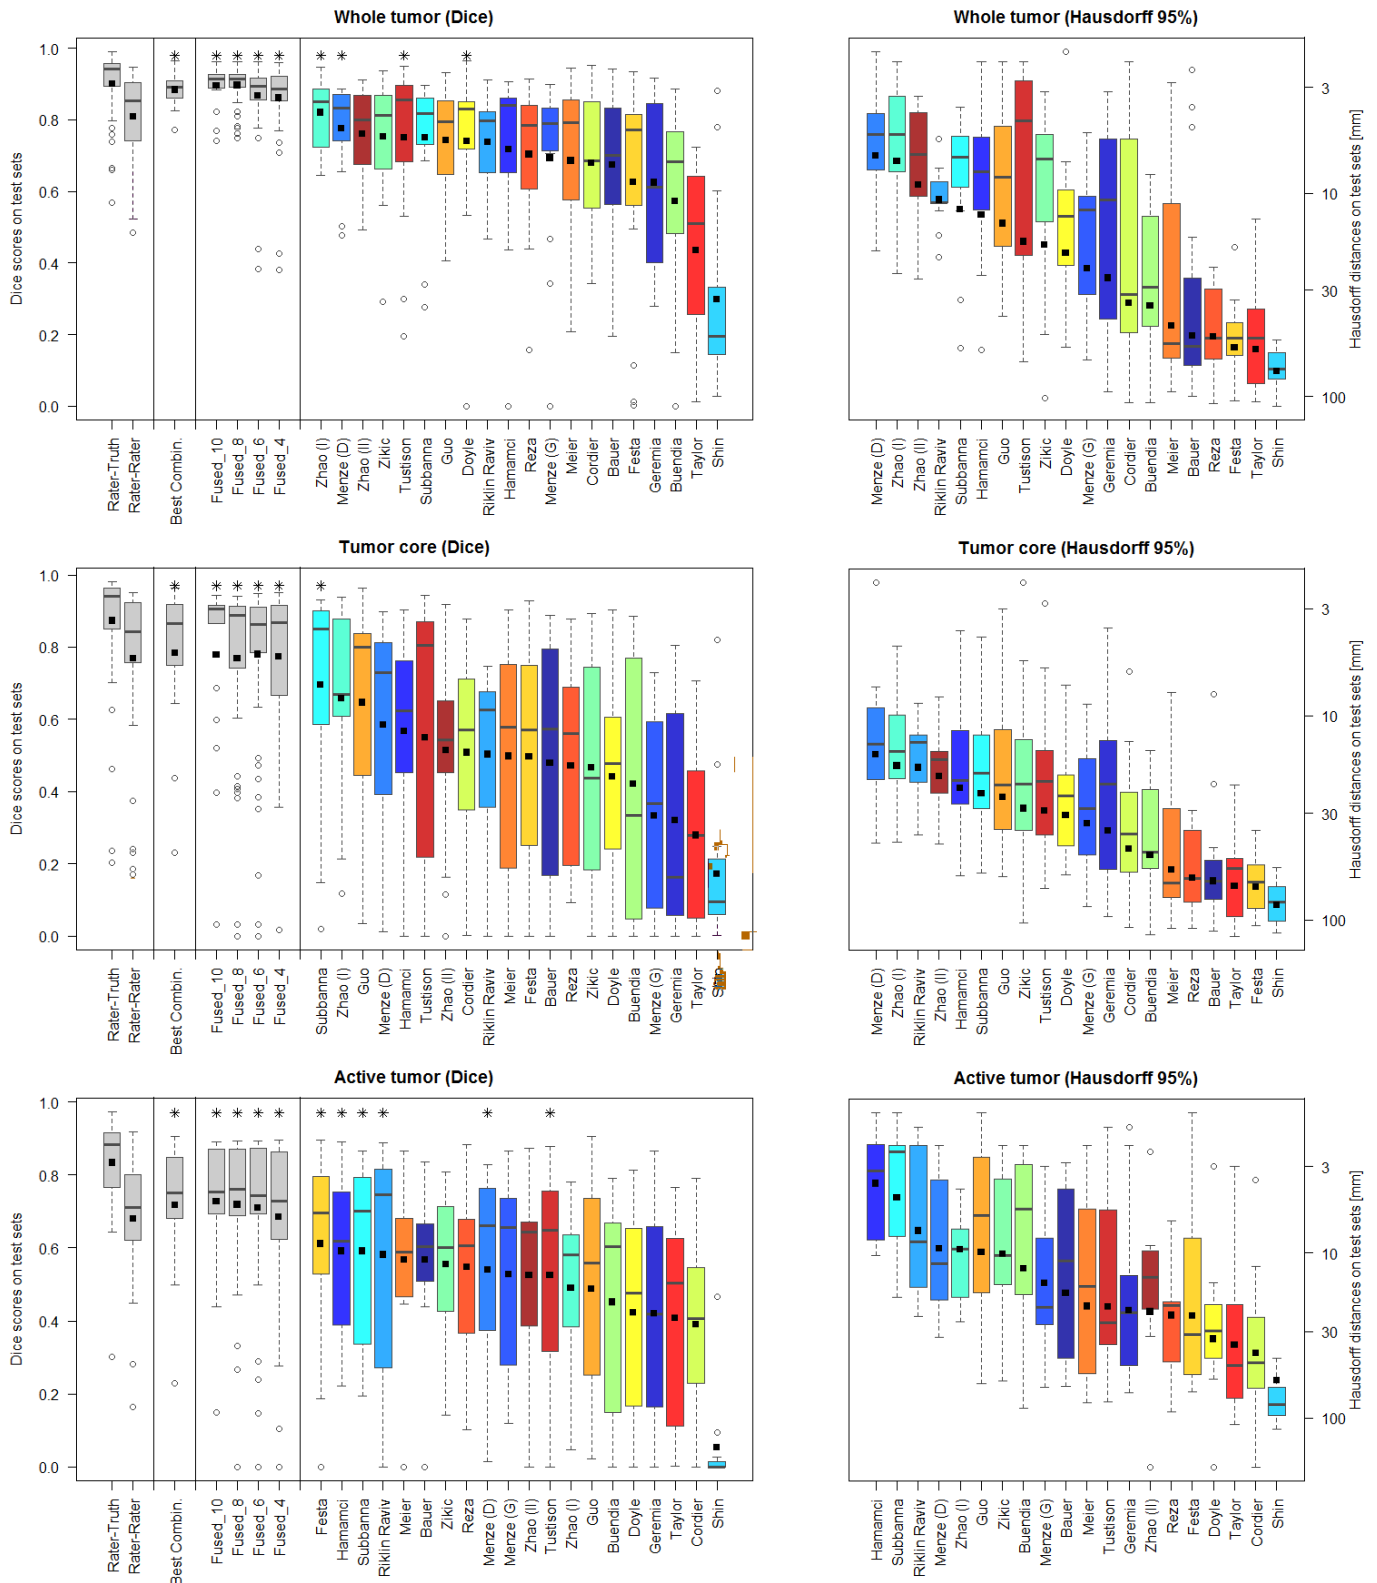 Whole tumor (Dice)
Whole tumor (Hausdorff 95%)
Dice scores on test sets
1.0
0.8
0.6
0.4
0.2
0.0
Rater-Truth
Rater-Rater
Best Combin.
Fused_10
Fused_8
Fused_6
Fused_4
Zhao (I)
Menze (D)
Zhao (II)
Zikic
Tustison
Subbanna
Guo
Doyle
Riklin Raviv
Hamamci
Reza
Menze (G)
Meier
Cordier
Bauer
Festa
Geremia
Buendia
Taylor
Shin
Menze (D)
Zhao (I)
Zhao (II)
Riklin Raviv
Subbanna
Hamamci
Guo
Tustison
Zikic
Doyle
Menze (G)
Geremia
Cordier
Buendia
Meier
Bauer
Reza
Festa
Taylor
Shin
3
10
30
100
Hausdorff distances on test sets [mm]
Tumor core (Dice)
Tumor core (Hausdorff 95%)
Dice scores on test sets
1.0
0.8
0.6
0.4
0.2
0.0
Rater-Truth
Rater-Rater
Best Combin.
Fused_10
Fused_8
Fused_6
Fused_4
Subbanna
Zhao (I)
Guo
Menze (D)
Hamamci
Tustison
Zhao (II)
Cordier
Riklin Raviv
Meier
Festa
Bauer
Reza
Zikic
Doyle
Buendia
Menze (G)
Geremia
Taylor
Menze (D)
Zhao (I)
Riklin Raviv
Zhao (II)
Hamamci
Subbanna
Guo
Zikic
Tustison
Doyle
Menze (G)
Geremia
Cordier
Buendia
Meier
Reza
Bauer
Taylor
Festa
Shin
3
10
30
100
Hausdorff distances on test sets [mm]
Active tumor (Dice)
Active tumor (Hausdorff 95%)
Dice scores on test sets
1.0
0.8
0.6
0.4
0.2
0.0
Rater-Truth
Rater-Rater
Best Combin.
Fused_10
Fused_8
Fused_6
Fused_4
Festa
Hamamci
Subbanna
Riklin Raviv
Meier
Bauer
Zikic
Reza
Menze (D)
Menze (G)
Zhao (II)
Tustison
Zhao (I)
Guo
Buendia
Doyle
Geremia
Taylor
Cordier
Shin
Hamamci
Subbanna
Riklin Raviv
Menze (D)
Zhao (I)
Guo
Zikic
Buendia
Menze (G)
Bauer
Meier
Tustison
Geremia
Zhao (II)
Reza
Festa
Doyle
Taylor
Cordier
Shin
3
10
30
100
Hausdorff distances on test sets [mm]